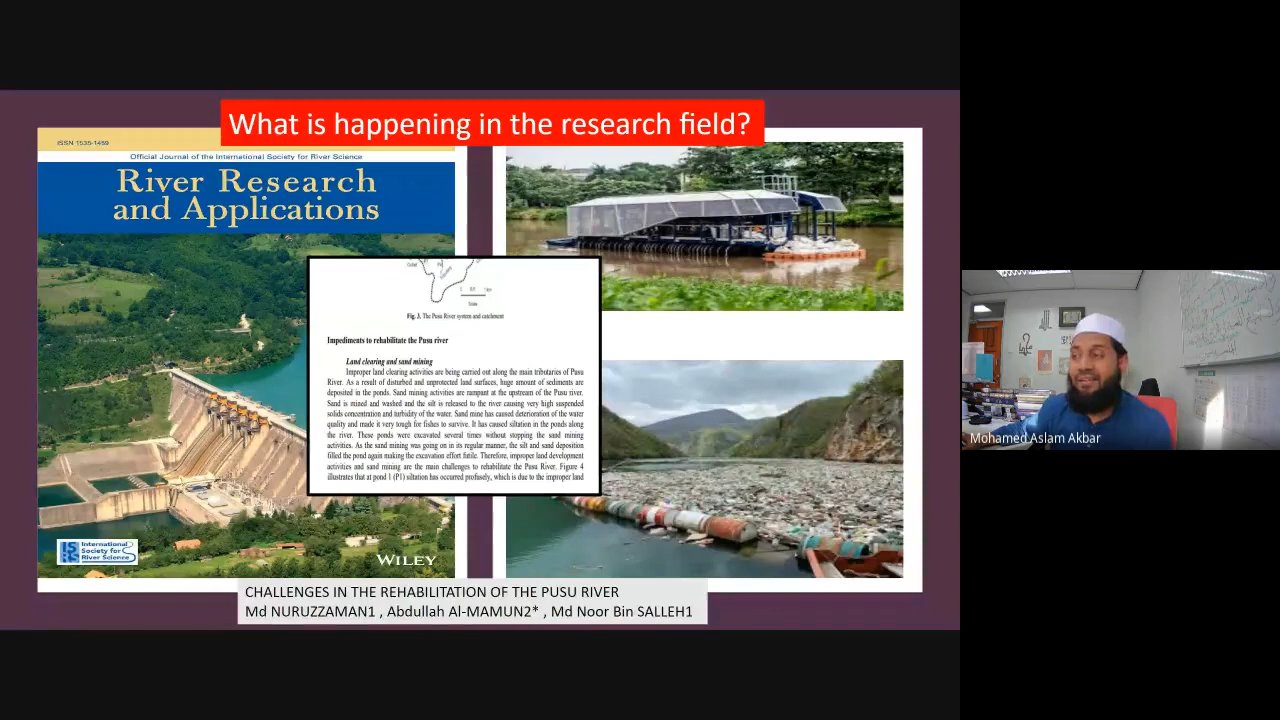 What is happening in the research field?
ISSN 1535-1459
Official Journal of the International Society for River Science
River Research
and Applications
Fig. 3. The Pusu River system and catchment
Impediments to rehabilitate the Pusu river
Land clearing and sand mining
Improper land clearing activities are being carried out along the main tributaries of Pusu
River. As a result of disturbed and unprotected land surfaces, huge amount of sediments are
deposited in the ponds. Sand mining activities are rampant at the upstream of the Pusu river.
Sand is mined and washed and the silt is released to the river causing very high suspended
solids concentration and turbidity of the water. Sand mine has caused deterioration of the water
quality and made it very tough for fishes to survive. It has caused siltation in the ponds along
the river. These ponds were excavated several times without stopping the sand mining
activities. As the sand mining was going on in its regular manner, the silt and sand deposition
filled the pond again making the excavation effort futile. Therefore, improper land development
activities and sand mining are the main challenges to rehabilitate the Pusu River. Figure 4
illustrates that at pond 1 (P1) siltation has occurred profusely, which is due to the improper land
International
Society for
River Science
WILEY
CHALLENGES IN THE REHABILITATION OF THE PUSU RIVER
Md NURUZZAMAN1 , Abdullah Al-MAMUN2* , Md Noor Bin SALLEH1
Mohamed Aslam Akbar